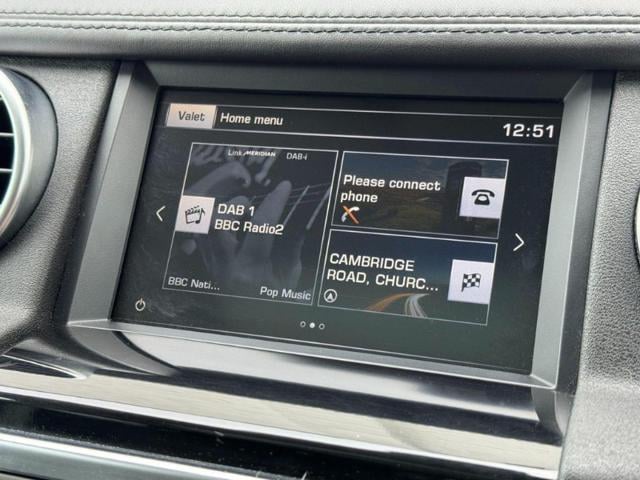 Valet
Home menu
12:51
Link MERIDIAN DAB-i
DAB 1
BBC Radio2
BBC Nati...
Pop Music
Please connect
phone
CAMBRIDGE
ROAD, CHURC...